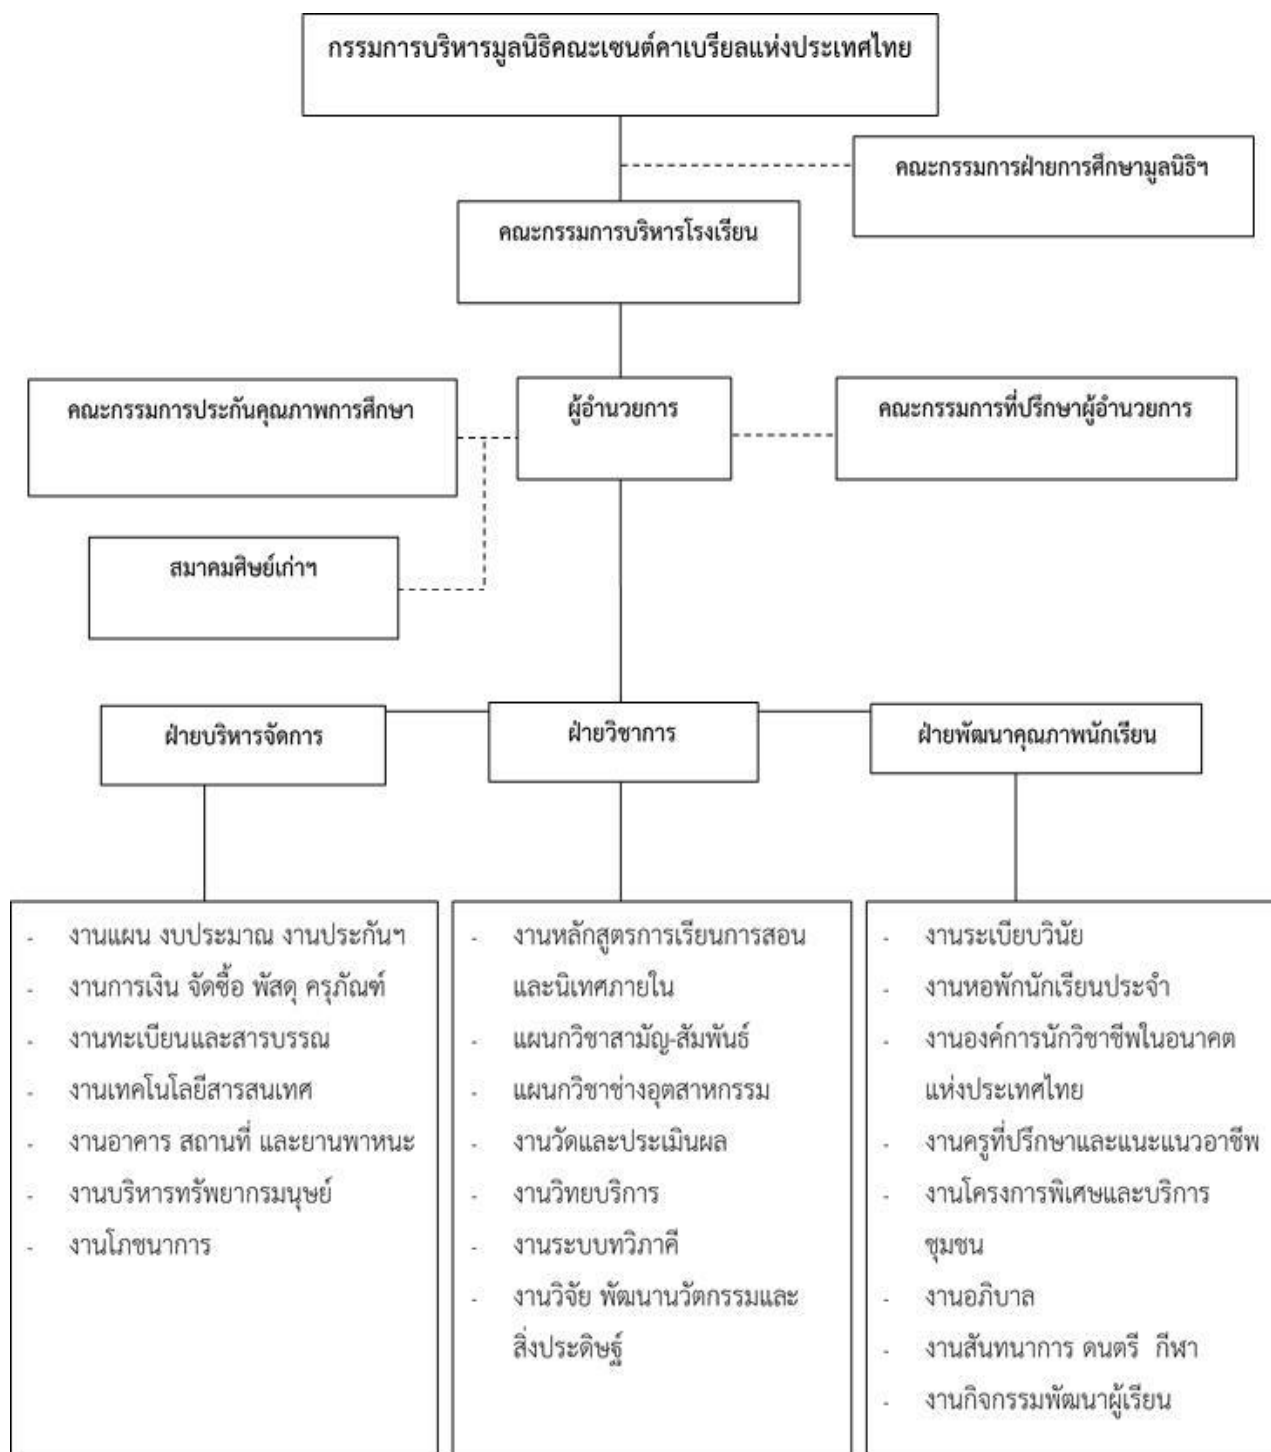 กรรมการบริหารมูลนิธิคณะเซนต์คาเบรียลแห่งประเทศไทย
คณะกรรมการฝ่ายการศึกษามูลนิธิฯ
คณะกรรมการบริหารโรงเรียน
คณะกรรมการประกันคุณภาพการศึกษา
ผู้อำนวยการ
คณะกรรมการที่ปรึกษาผู้อำนวยการ
สมาคมศิษย์เก่าฯ
ฝ่ายบริหารจัดการ
ฝ่ายวิชาการ
ฝ่ายพัฒนาคุณภาพนักเรียน
- งานแผน งบประมาณ งานประกันฯ
- งานการเงิน จัดซื้อ พัสดุ ครุภัณฑ์
- งานทะเบียนและสารบรรณ
- งานเทคโนโลยีสารสนเทศ
- งานอาคาร สถานที่ และยานพาหนะ
- งานบริหารทรัพยากรมนุษย์
- งานโภชนาการ
- งานหลักสูตรการเรียนการสอน
และนิเทศภายใน
- แผนกวิชาสามัญ-สัมพันธ์
- แผนกวิชาช่างอุตสาหกรรม
- งานวัดและประเมินผล
- งานวิทยบริการ
- งานระบบทวิภาคี
- งานวิจัย พัฒนานวัตกรรมและ
สิ่งประดิษฐ์
- งานระเบียบวินัย
- งานหอพักนักเรียนประจำ
- งานองค์การนักวิชาชีพในอนาคต
แห่งประเทศไทย
- งานครูที่ปรึกษาและแนะแนวอาชีพ
- งานโครงการพิเศษและบริการ
ชุมชน
- งานอภิบาล
- งานสันทนาการ ดนตรี กีฬา
- งานกิจกรรมพัฒนาผู้เรียน